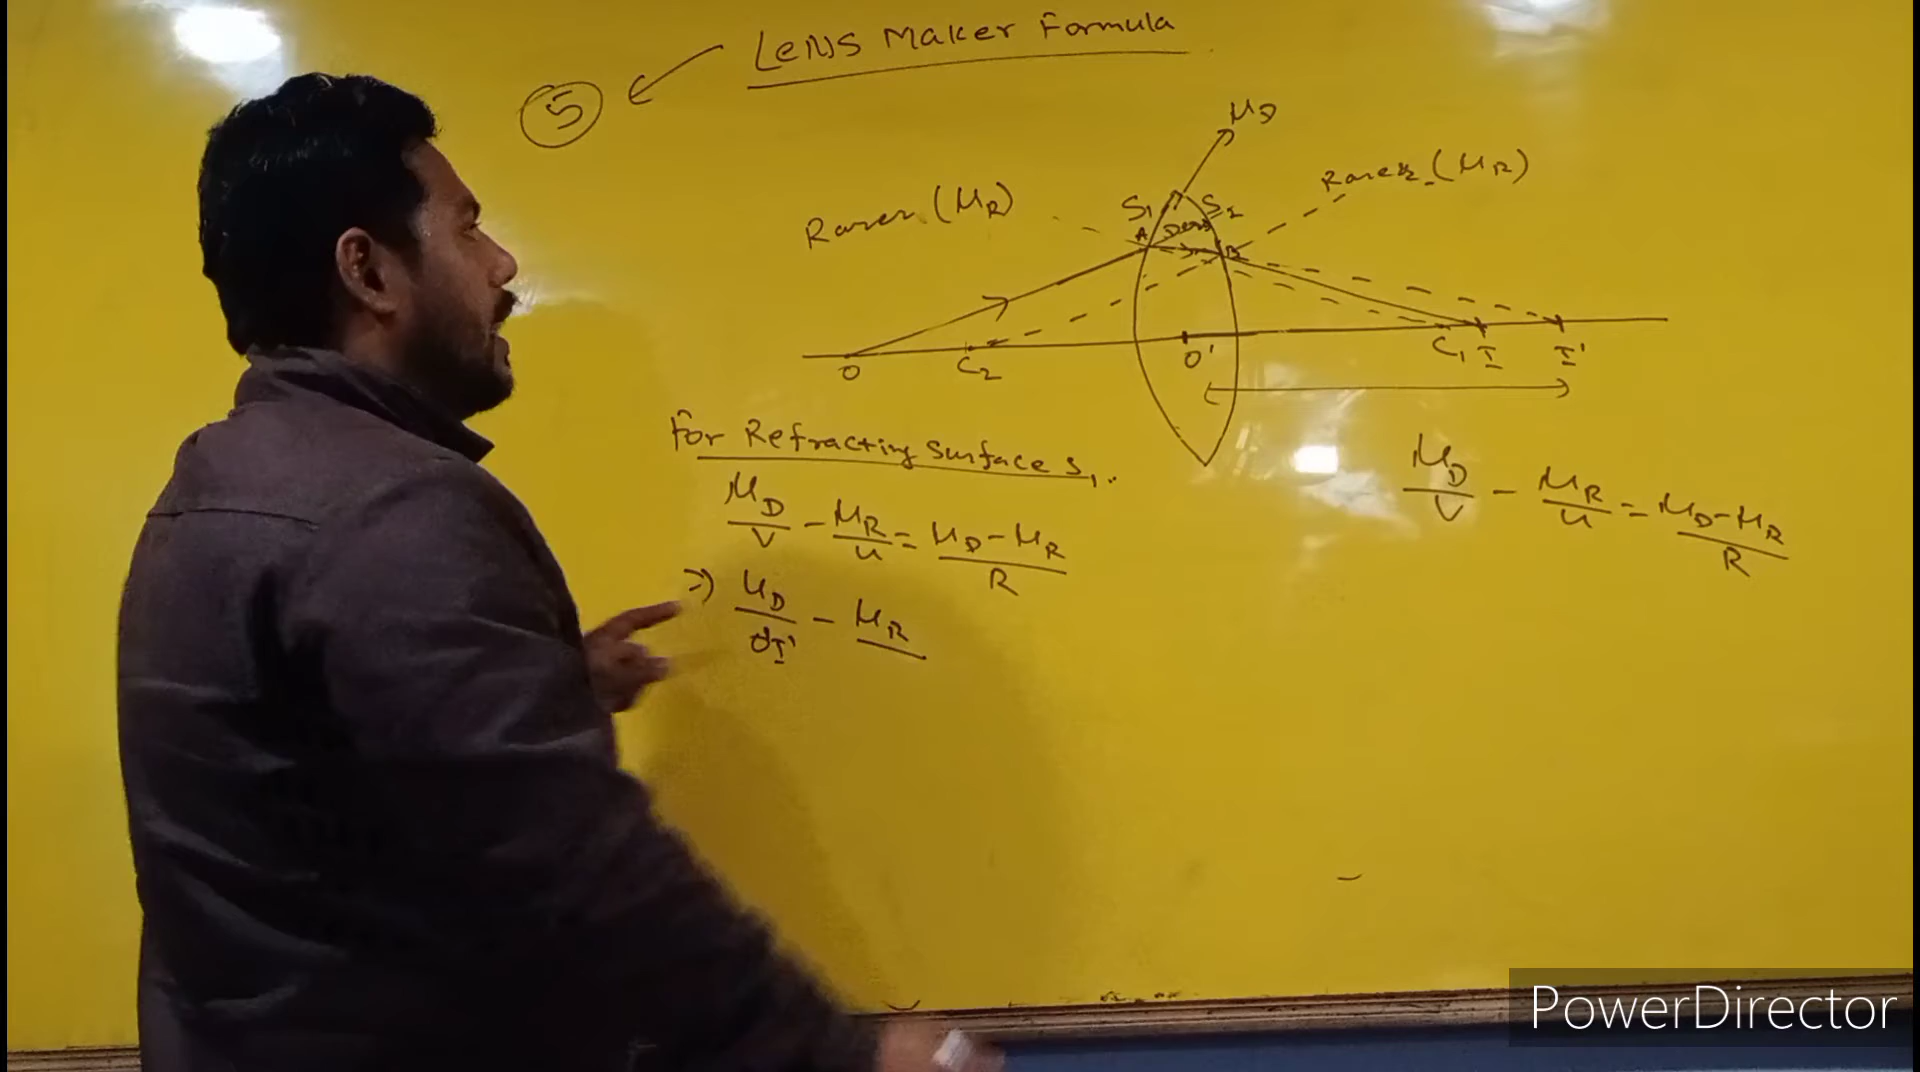 Lens Maker Formula
5
μD
Rarer (μR)
Rarer (μR)
S1 S2
A B
O C2 O' C1 I I'
For Refracting surface S1..
μD/V - μR/u = μD-μR/R
⇒ μD/dI' - μR
μD/V - μR/u = μD-μR/R
PowerDirector